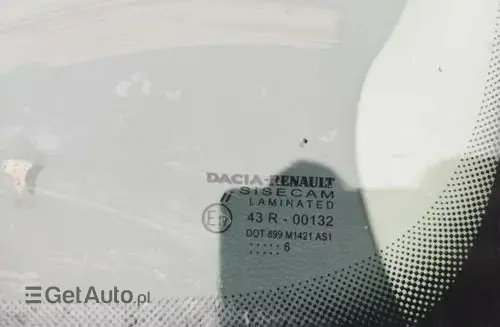 DACIA-RENAULT
SISECAM
LAMINATED
43 R - 00132
DOT 899 M1421 AS1
..... 6
GetAuto.pl